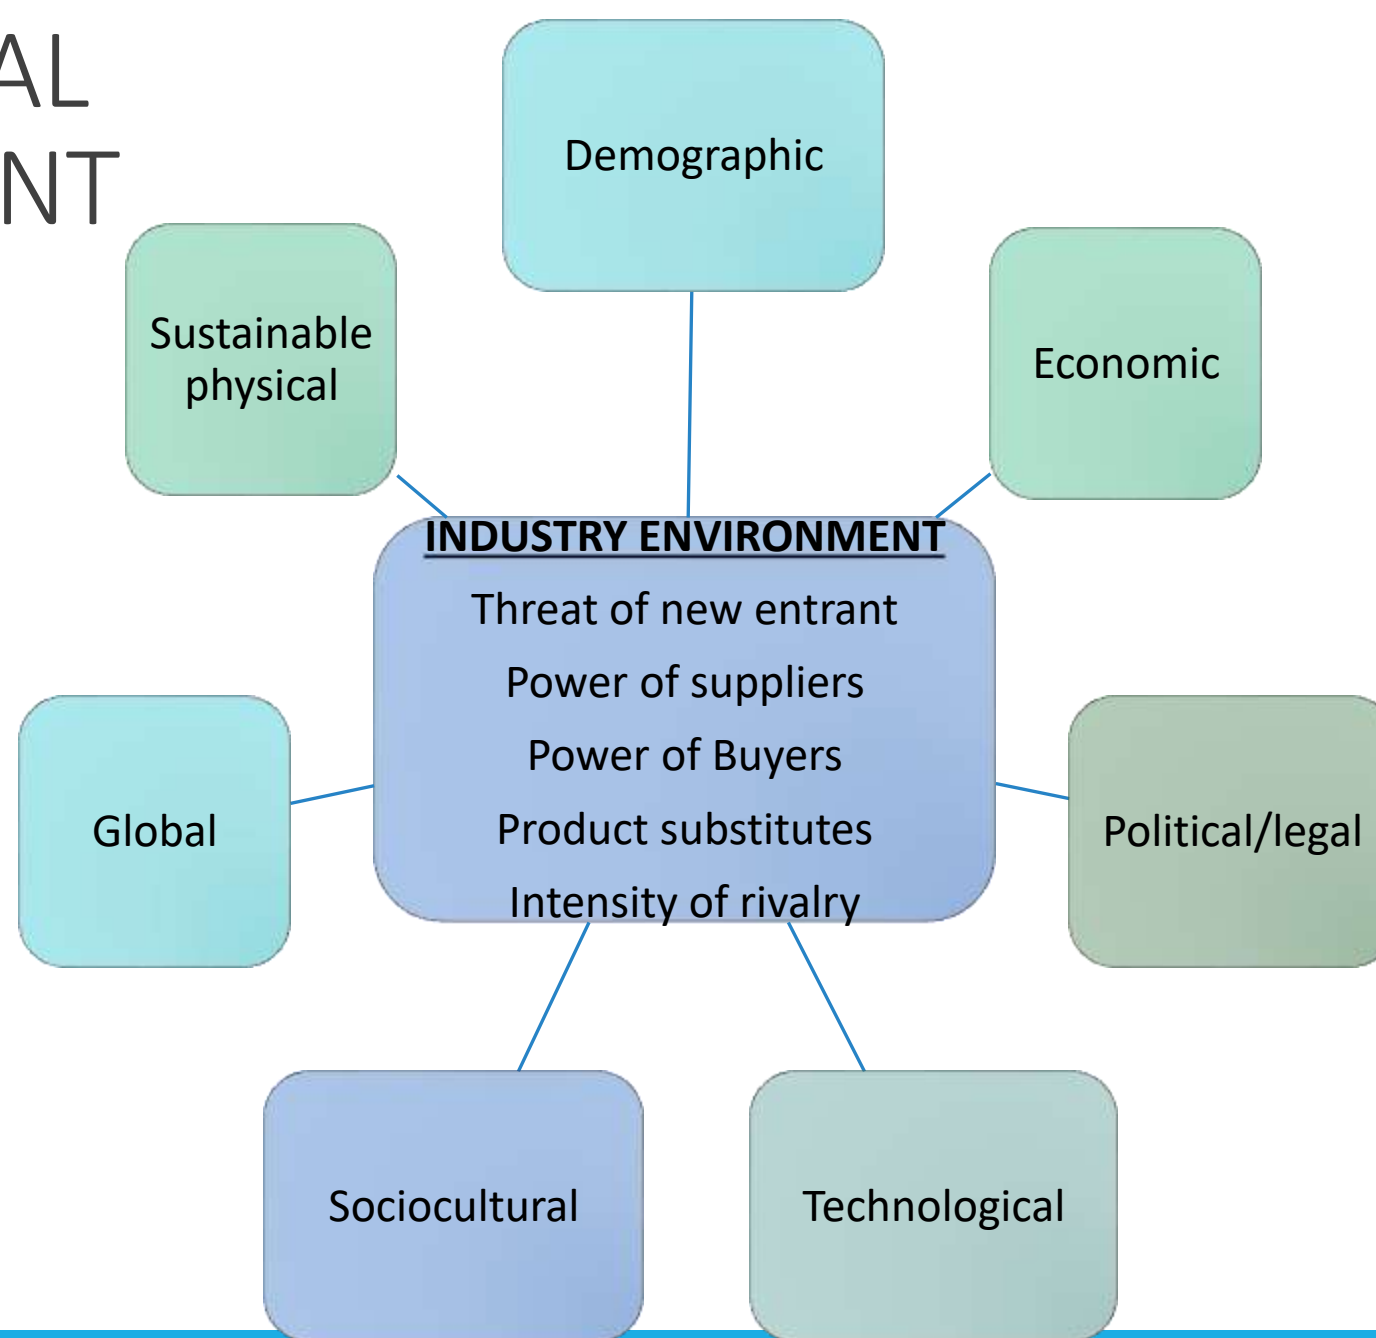 AL
NT
Demographic
Sustainable
physical
Economic
INDUSTRY ENVIRONMENT
Threat of new entrant
Power of suppliers
Power of Buyers
Product substitutes
Intensity of rivalry
Global
Political/legal
Sociocultural
Technological